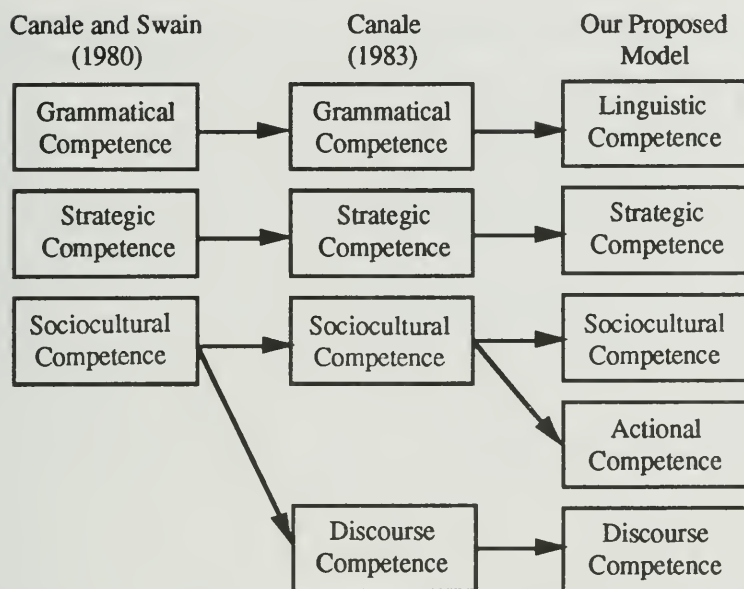 Canale and Swain
(1980)
Canale
(1983)
Our Proposed
Model
Grammatical
Competence
Grammatical
Competence
Linguistic
Competence
Strategic
Competence
Strategic
Competence
Strategic
Competence
Sociocultural
Competence
Sociocultural
Competence
Sociocultural
Competence
Actional
Competence
Discourse
Competence
Discourse
Competence